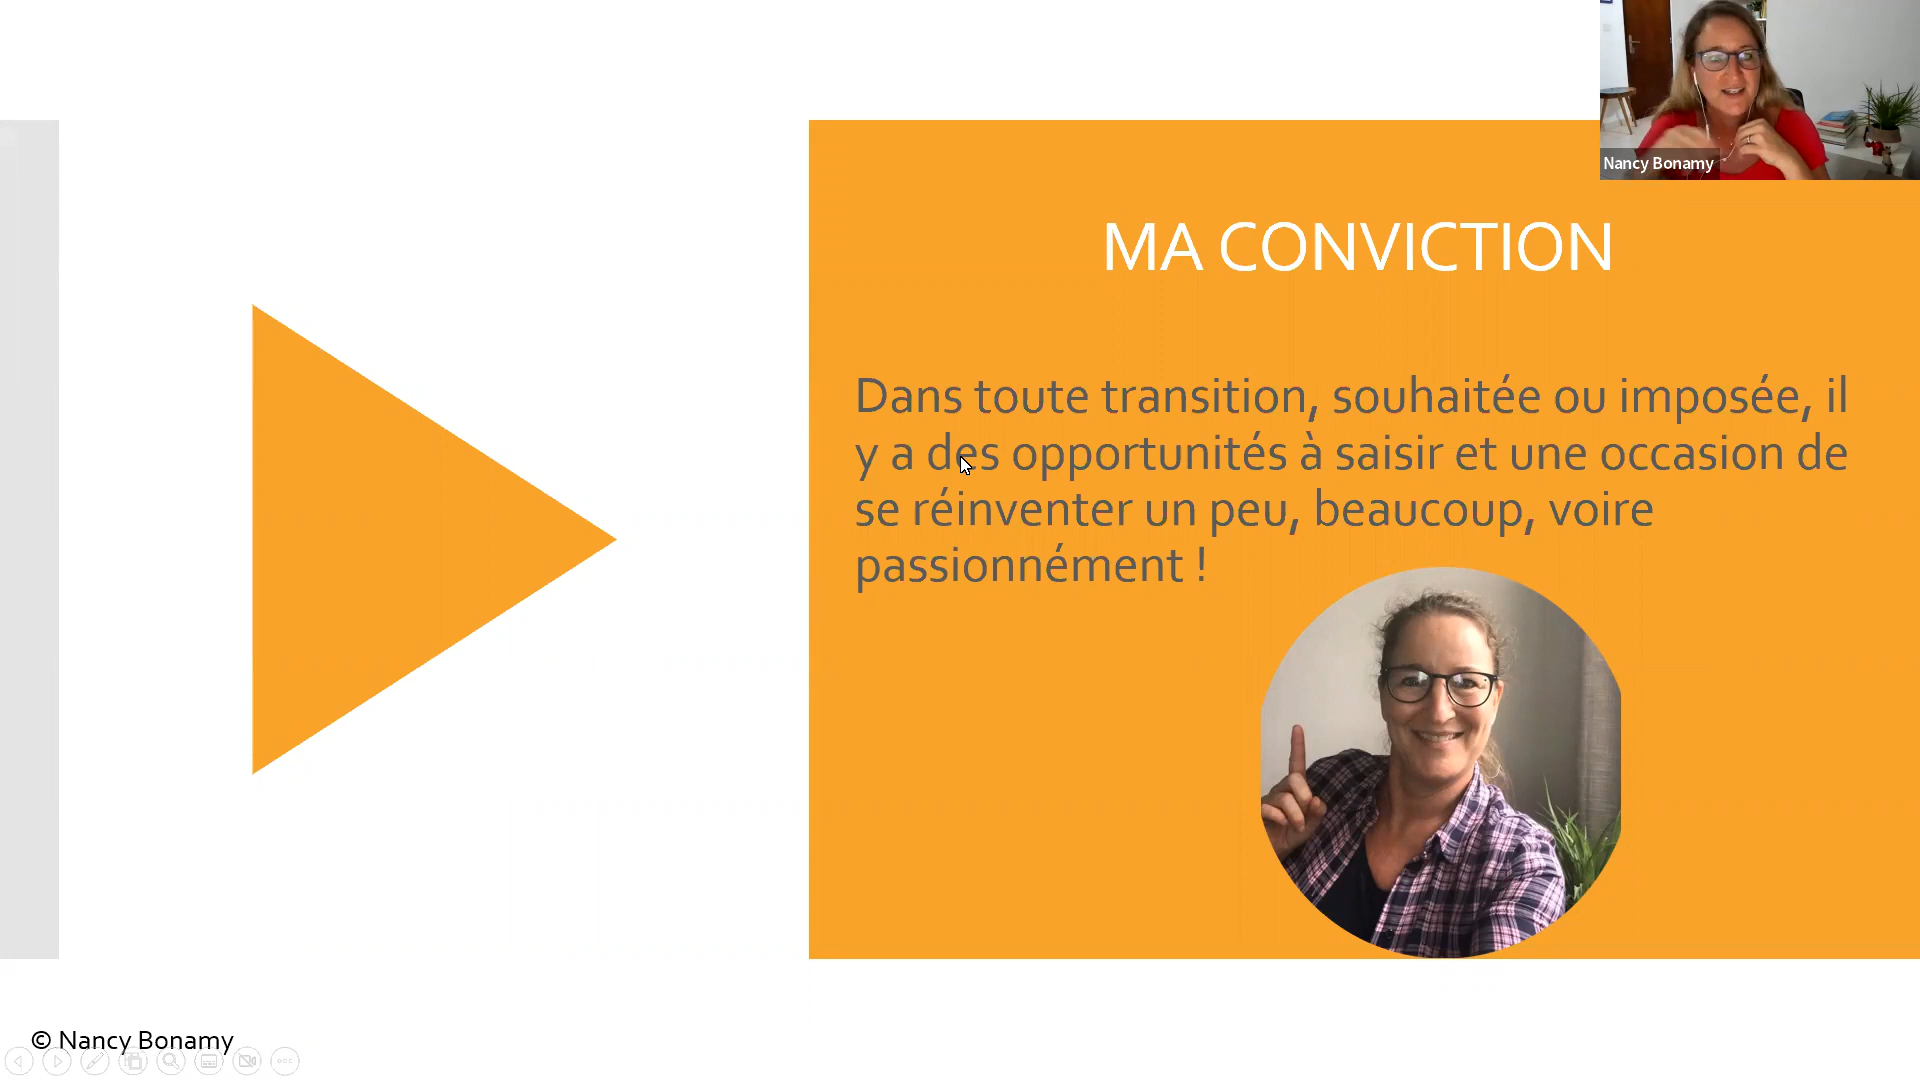 Nancy Bonamy
MA CONVICTION
Dans toute transition, souhaitée ou imposée, il
y a des opportunités à saisir et une occasion de
se réinventer un peu, beaucoup, voire
passionnément !
© Nancy Bonamy